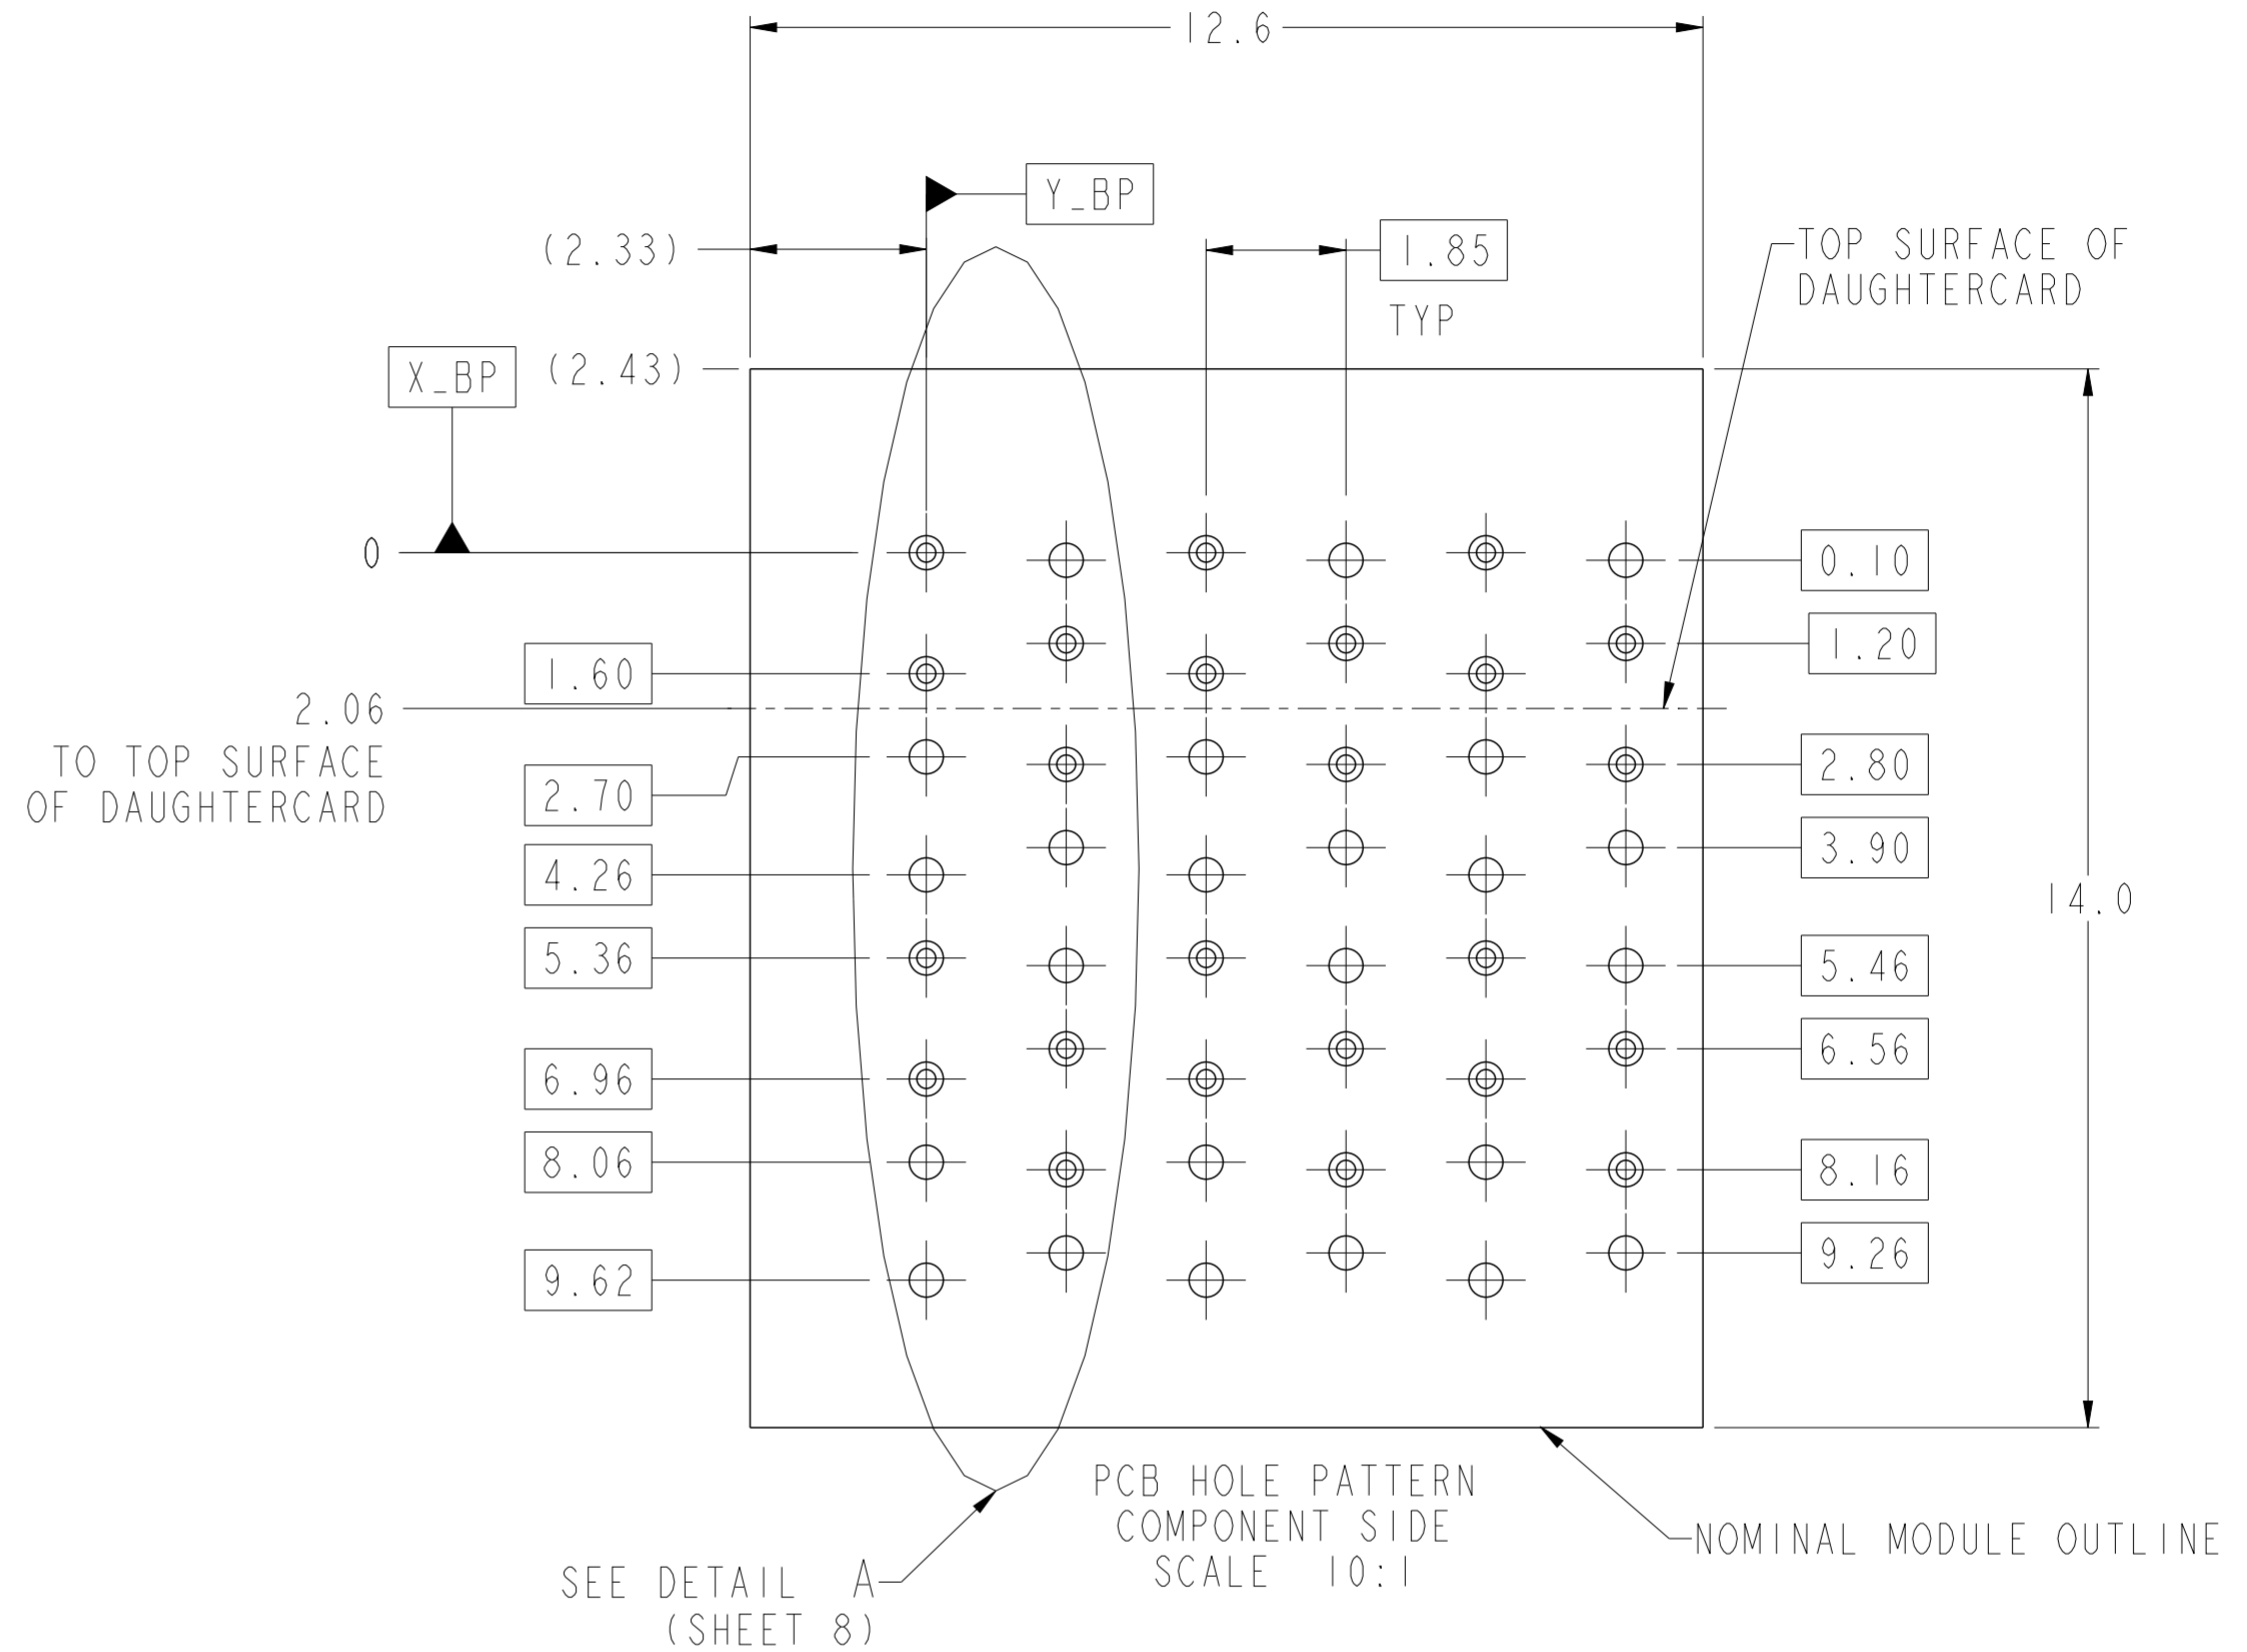 12.6
Y_BP
(2.33)
1.85
TYP
TOP SURFACE OF
DAUGHTERCARD
X_BP
(2.43)
0
0.10
1.20
1.60
2.06
TO TOP SURFACE
OF DAUGHTERCARD
2.70
2.80
4.26
3.90
14.0
5.36
5.46
6.96
6.56
8.06
8.16
9.62
9.26
PCB HOLE PATTERN
COMPONENT SIDE
SCALE 10:1
NOMINAL MODULE OUTLINE
SEE DETAIL A
(SHEET 8)